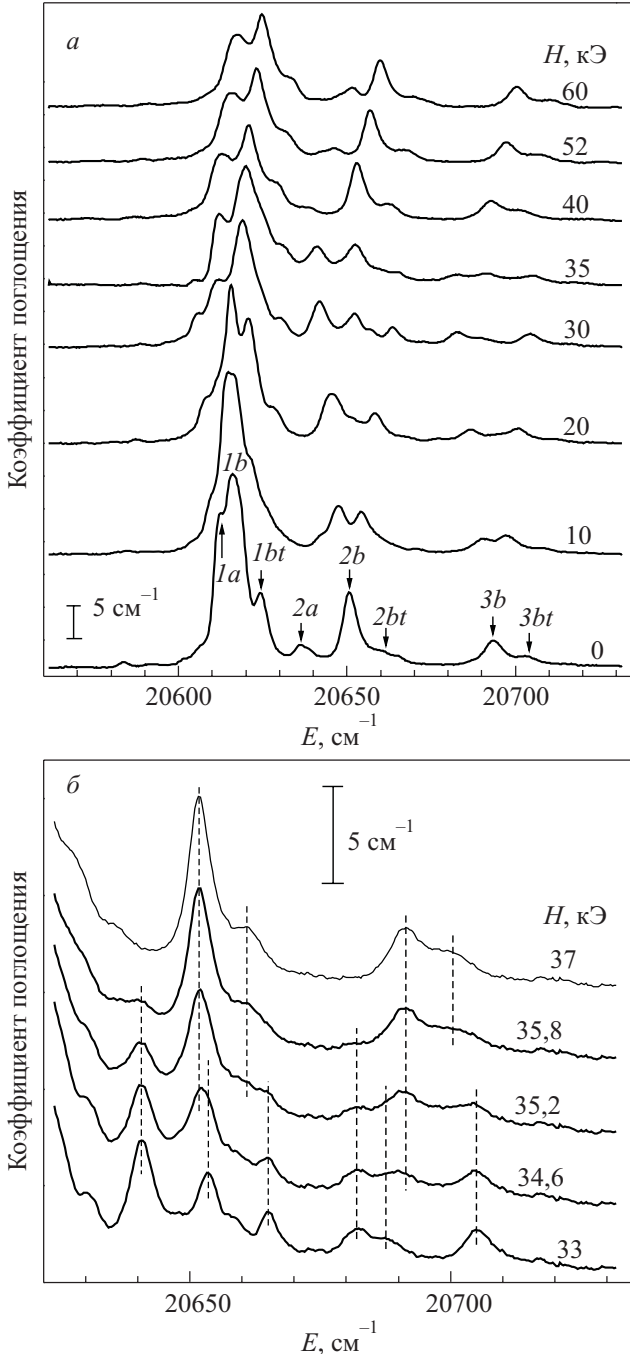 а
H, кЭ
60
52
40
35
30
20
10
0
Коэффициент поглощения
1b
1a
1bt
2a
2b
2bt
3b
3bt
5 см⁻¹
20600 20650 20700
E, см⁻¹
б
5 см⁻¹
H, кЭ
37
35,8
35,2
34,6
33
Коэффициент поглощения
20650 20700
E, см⁻¹